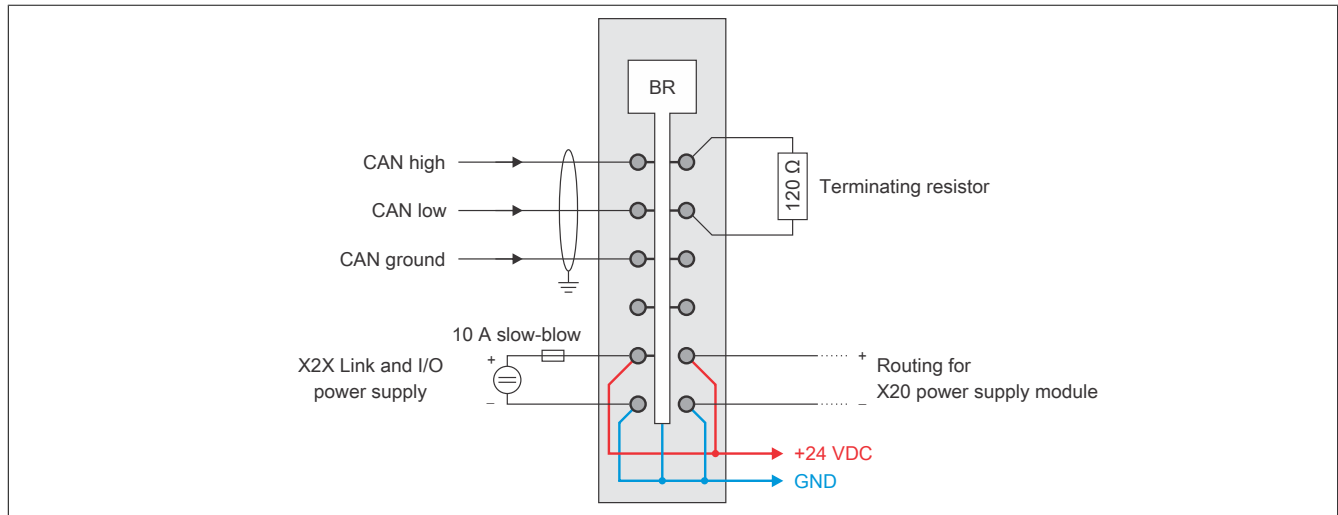 BR
CAN high
CAN low
CAN ground
120 Ω
Terminating resistor
10 A slow-blow
X2X Link and I/O
power supply
+
–
+
–
Routing for
X20 power supply module
+24 VDC
GND